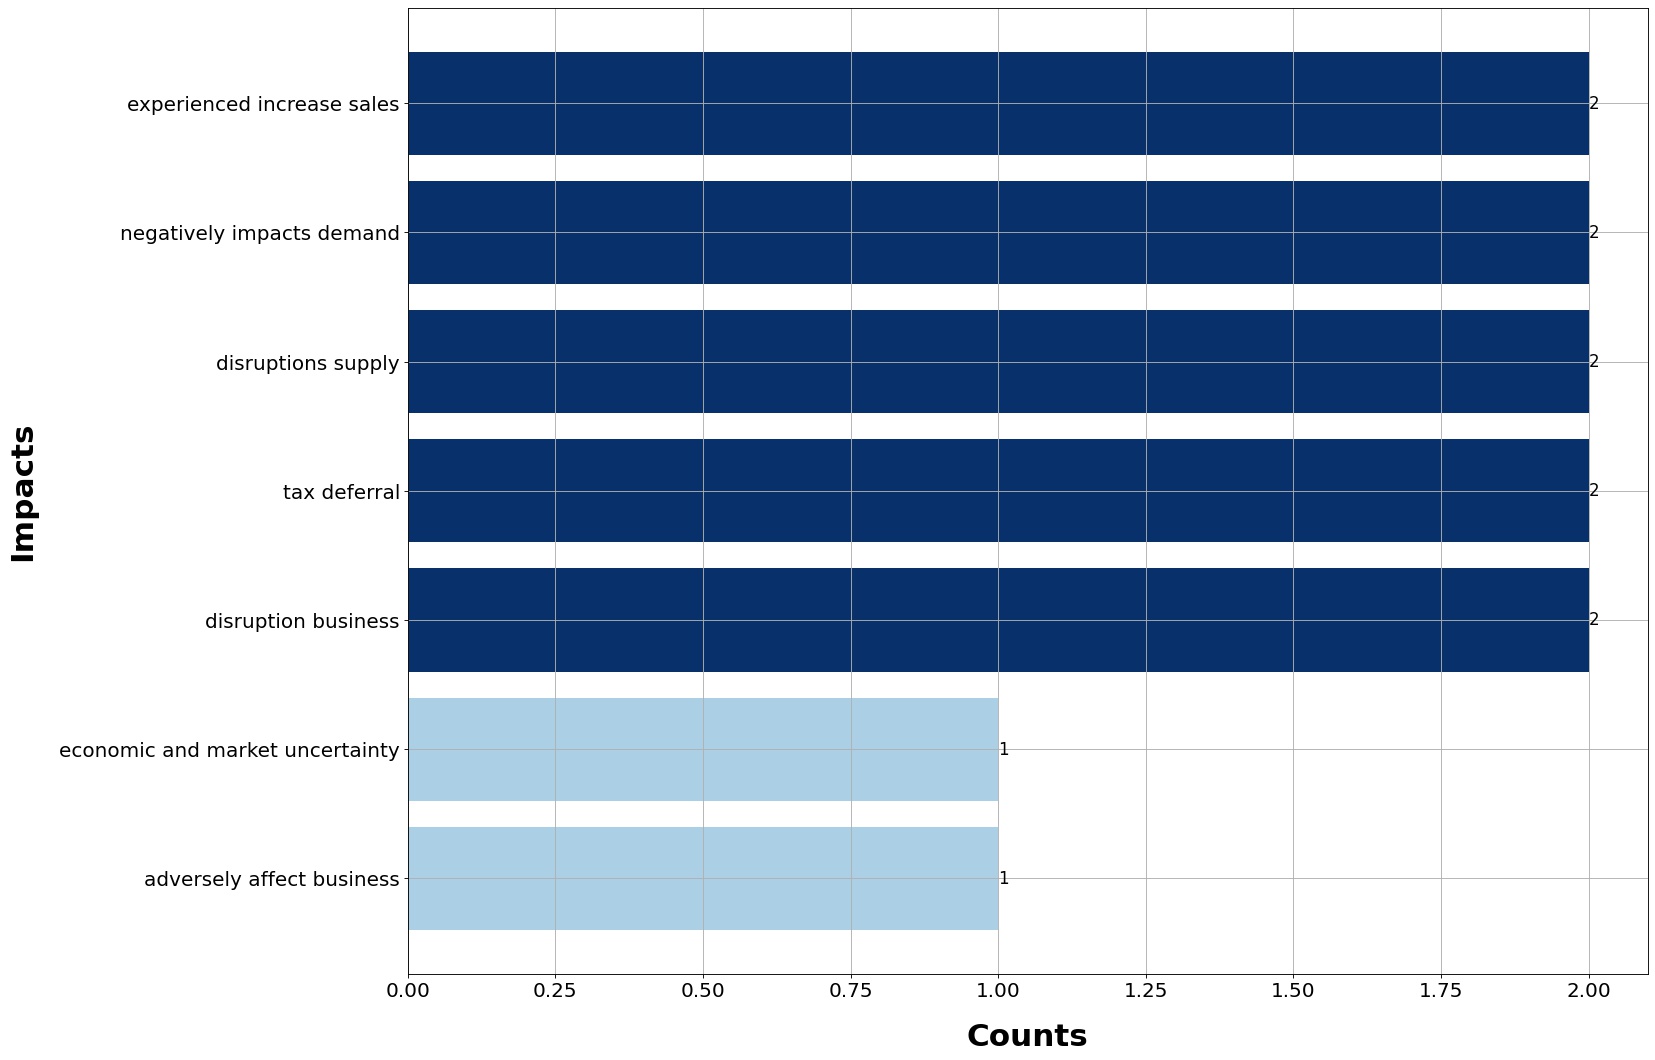 experienced increase sales
2
negatively impacts demand
2
disruptions supply
2
tax deferral
2
disruption business
2
economic and market uncertainty
1
adversely affect business
1
Impacts
0.00 0.25 0.50 0.75 1.00 1.25 1.50 1.75 2.00
Counts